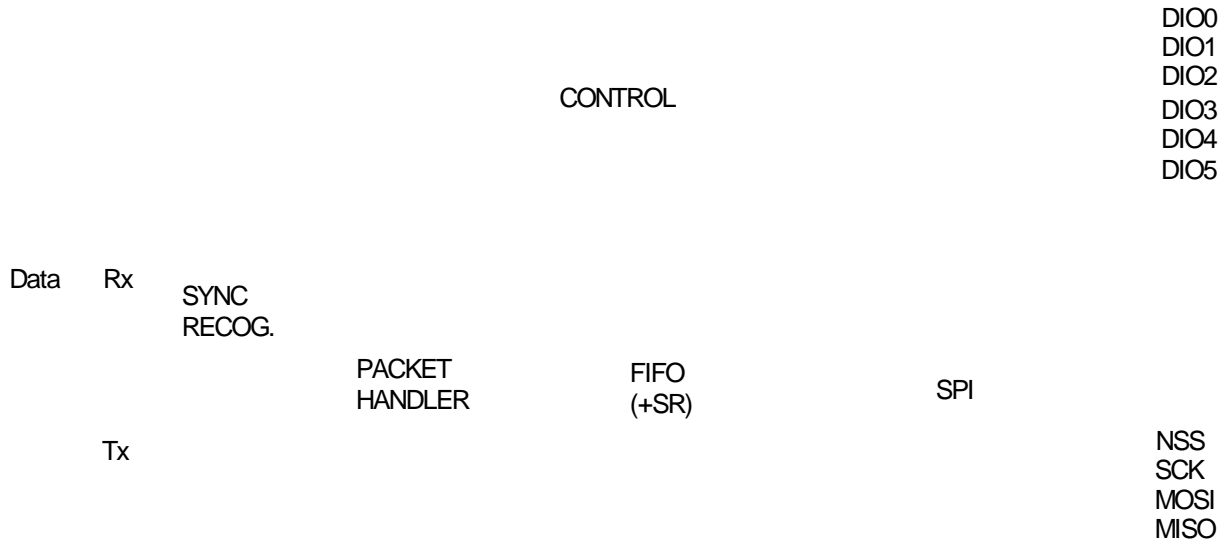 DIO0
DIO1
DIO2
CONTROL
DIO3
DIO4
DIO5
Data Rx
SYNC
RECOG.
PACKET
HANDLER
FIFO
(+SR)
SPI
Tx
NSS
SCK
MOSI
MISO